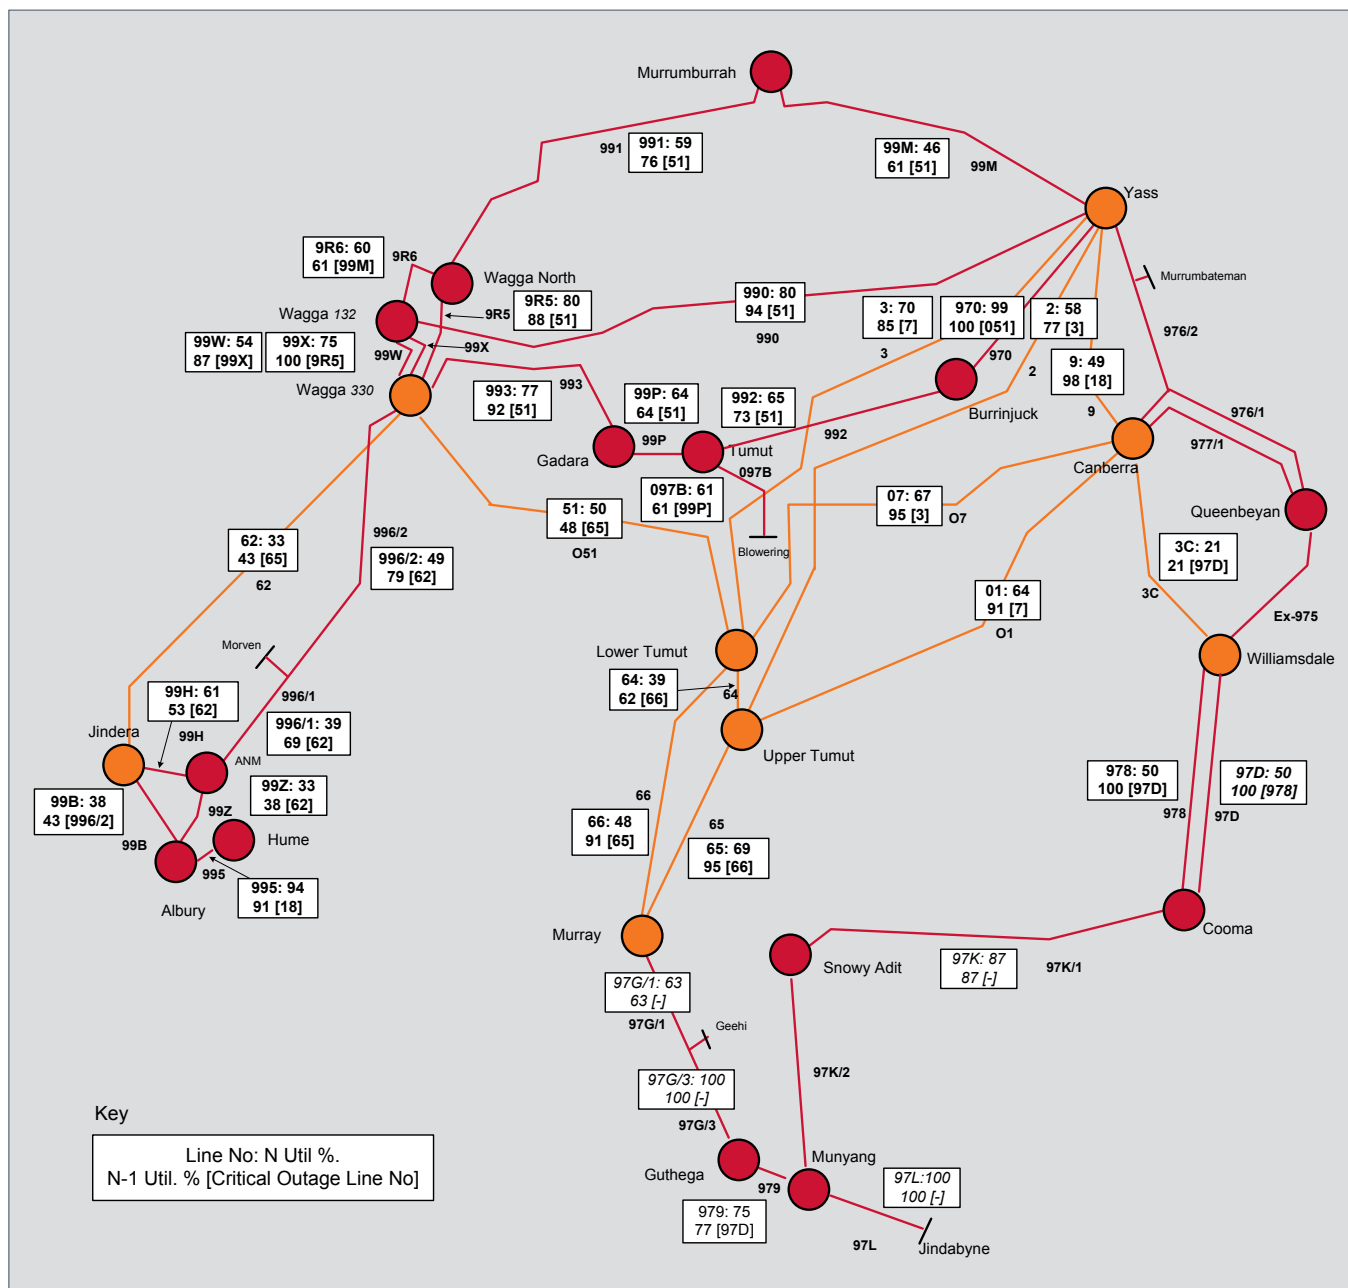 Murrumburrah
991
991: 59
76 [51]
99M: 46
61 [51]
99M
Yass
9R6: 60
61 [99M]
9R6
Wagga North
Murrumbateman
990: 80
94 [51]
990
3: 70
85 [7]
3
970: 99
100 [051]
970
2: 58
77 [3]
2
9R5: 80
88 [51]
9R5
Wagga 132
976/2
99W: 54
87 [99X]
99X: 75
100 [9R5]
99W
99X
9: 49
98 [18]
9
Wagga 330
993: 77
92 [51]
993
99P: 64
64 [51]
99P
992: 65
73 [51]
992
Burrinjuck
976/1
977/1
Gadara
Tumut
097B
Canberra
097B: 61
61 [99P]
07: 67
95 [3]
O7
Queenbeyan
51: 50
48 [65]
O51
Blowering
62: 33
43 [65]
62
996/2
996/2: 49
79 [62]
3C: 21
21 [97D]
3C
01: 64
91 [7]
O1
Ex-975
Morven
Lower Tumut
Williamsdale
64: 39
62 [66]
64
99H: 61
53 [62]
99H
996/1
996/1: 39
69 [62]
Jindera
ANM
Upper Tumut
99Z: 33
38 [62]
99Z
99B: 38
43 [996/2]
99B
Hume
66
66: 48
91 [65]
65
65: 69
95 [66]
978: 50
100 [97D]
978
97D: 50
100 [978]
97D
995
995: 94
91 [18]
Albury
Murray
Snowy Adit
97K: 87
87 [-]
97K/1
Cooma
97G/1: 63
63 [-]
97G/1
Geehi
97G/3: 100
100 [-]
97G/3
97K/2
Key
Line No: N Util %.
N-1 Util. % [Critical Outage Line No]
Guthega
Munyang
979
979: 75
77 [97D]
97L:100
100 [-]
97L
Jindabyne